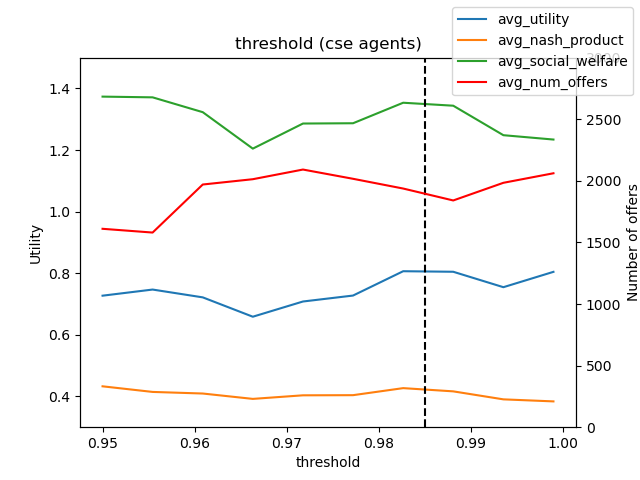 threshold (cse agents)
avg_utility
avg_nash_product
avg_social_welfare
avg_num_offers
1.4
1.2
1.0
0.8
0.6
0.4
Utility
3000
2500
2000
1500
1000
500
0
Number of offers
0.95
0.96
0.97
0.98
0.99
1.00
threshold